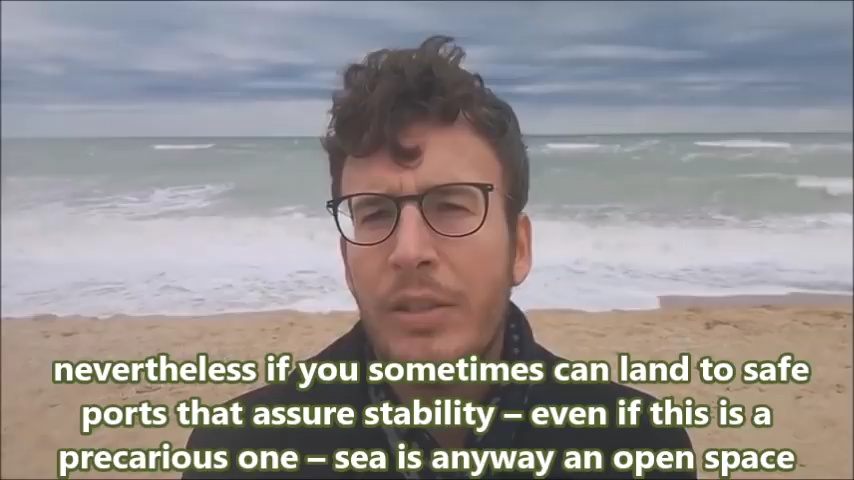 nevertheless if you sometimes can land to safe
ports that assure stability – even if this is a
precarious one – sea is anyway an open space